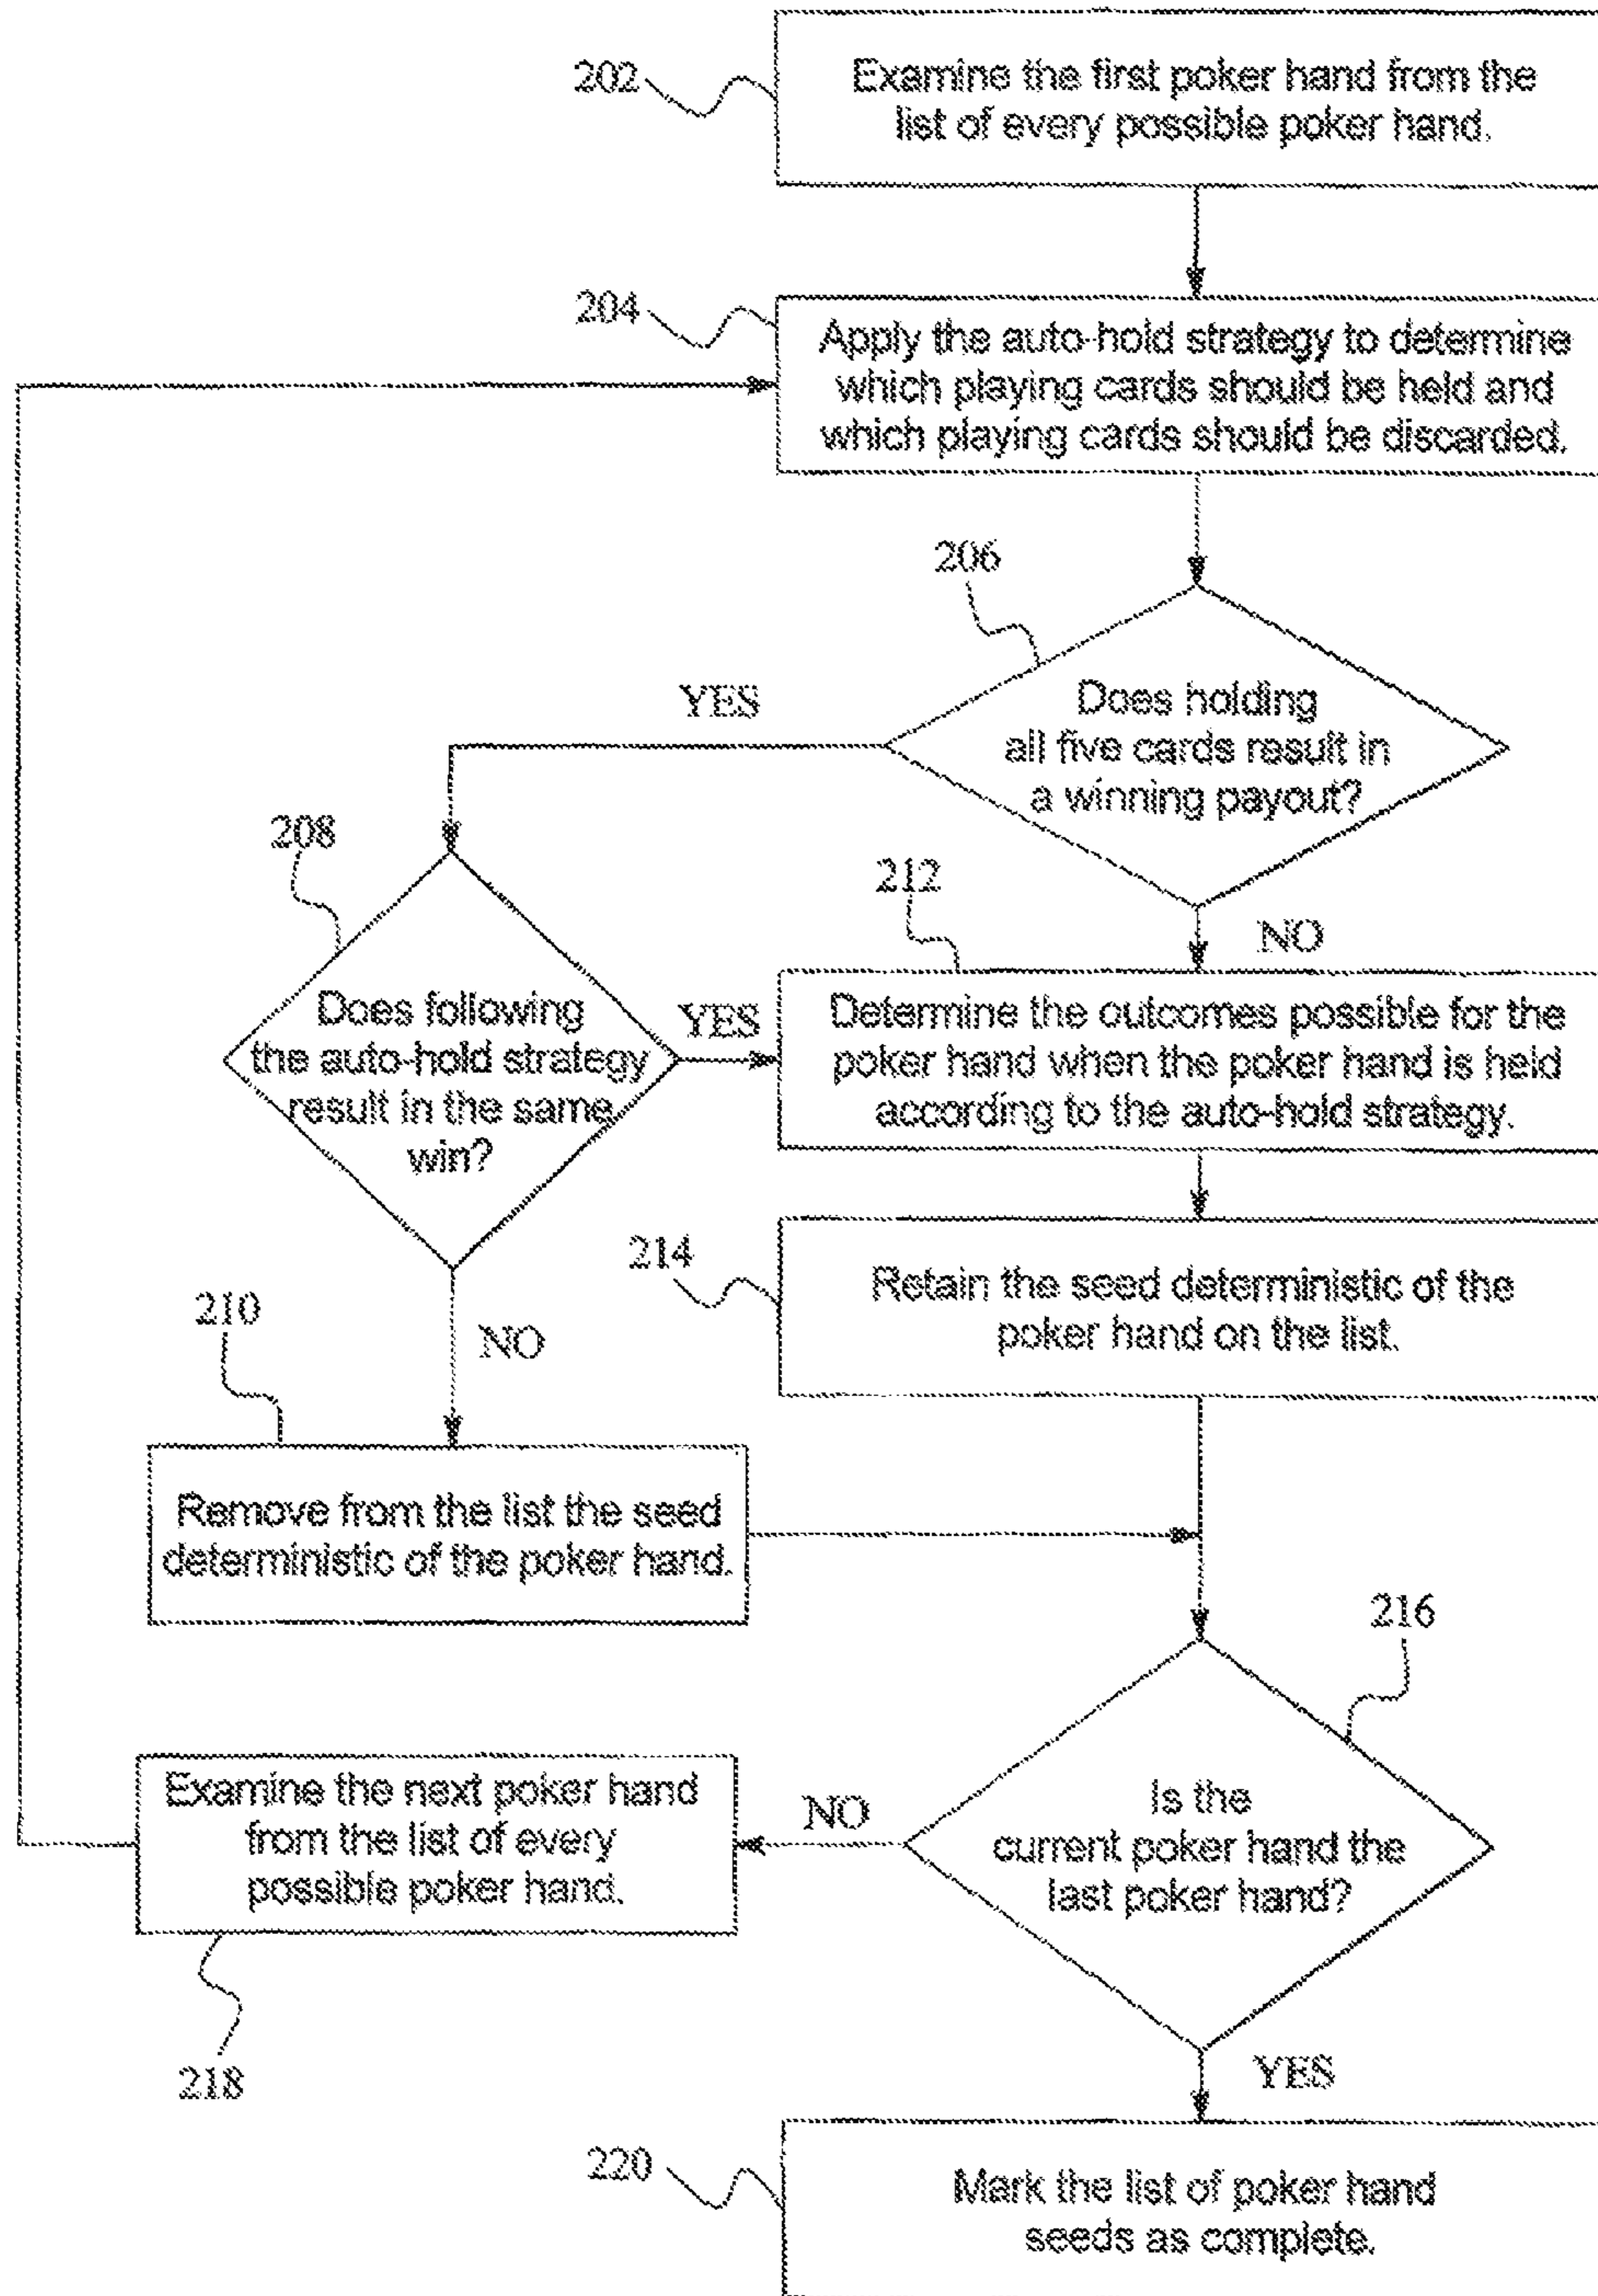 202
Examine the first poker hand from the
list of every possible poker hand.
204
Apply the auto-hold strategy to determine
which playing cards should be held and
which playing cards should be discarded.
206
Does holding
all five cards result in
a winning payout?
YES
NO
208
Does following
the auto-hold strategy
result in the same
win?
YES
NO
212
Determine the outcomes possible for the
poker hand when the poker hand is held
according to the auto-hold strategy.
214
Retain the seed deterministic of the
poker hand on the list.
210
Remove from the list the seed
deterministic of the poker hand.
216
Is the
current poker hand the
last poker hand?
NO
YES
Examine the next poker hand
from the list of every
possible poker hand.
218
220
Mark the list of poker hand
seeds as complete.